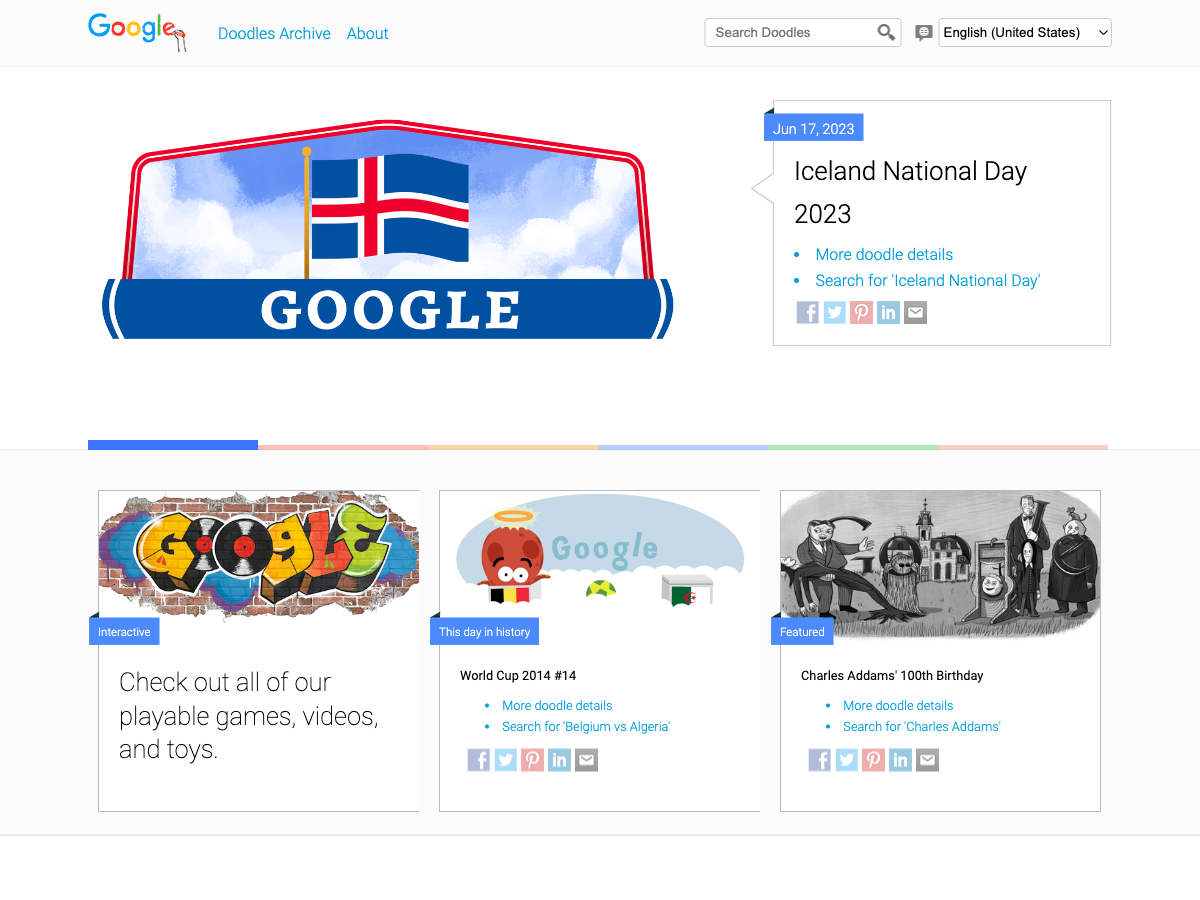 Google
Doodles Archive
About
Search Doodles
English (United States)
Jun 17, 2023
Iceland National Day
2023
More doodle details
Search for 'Iceland National Day'
GOOGLE
GOOGLE
Interactive
Check out all of our
playable games, videos,
and toys.
Google
This day in history
World Cup 2014 #14
More doodle details
Search for 'Belgium vs Algeria'
Featured
Charles Addams' 100th Birthday
More doodle details
Search for 'Charles Addams'